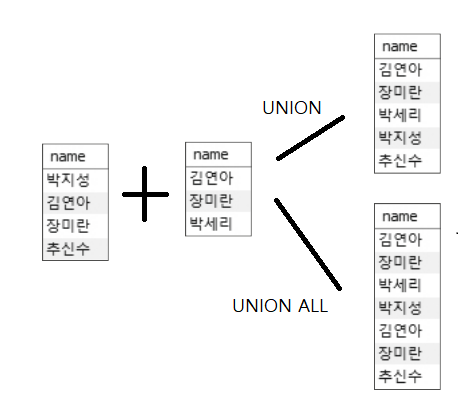 name
박지성
김연아
장미란
추신수
name
김연아
장미란
박세리
UNION
name
김연아
장미란
박세리
박지성
추신수
UNION ALL
name
김연아
장미란
박세리
박지성
김연아
장미란
추신수